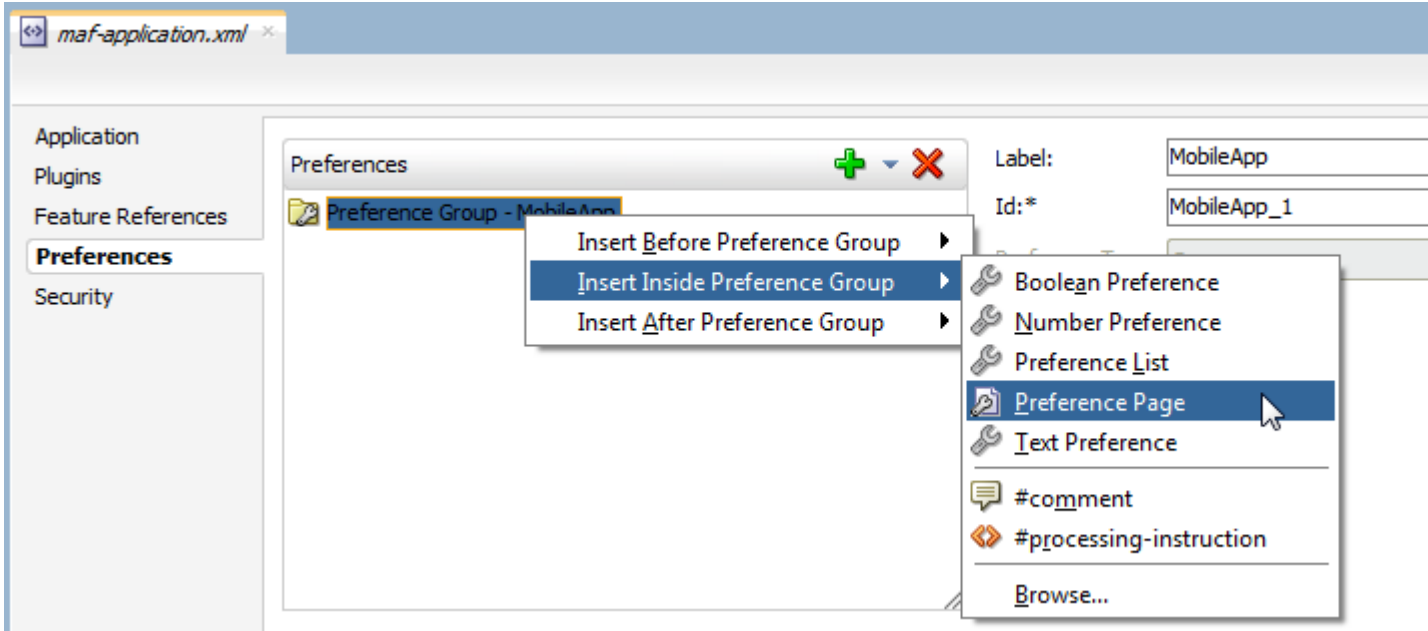 maf-application.xml
Application
Plugins
Feature References
Preferences
Security
Preferences
Preference Group - MobileApp
Label:
MobileApp
Id:*
MobileApp_1
Insert Before Preference Group
Insert Inside Preference Group
Insert After Preference Group
Boolean Preference
Number Preference
Preference List
Preference Page
Text Preference
#comment
#processing-instruction
Browse...